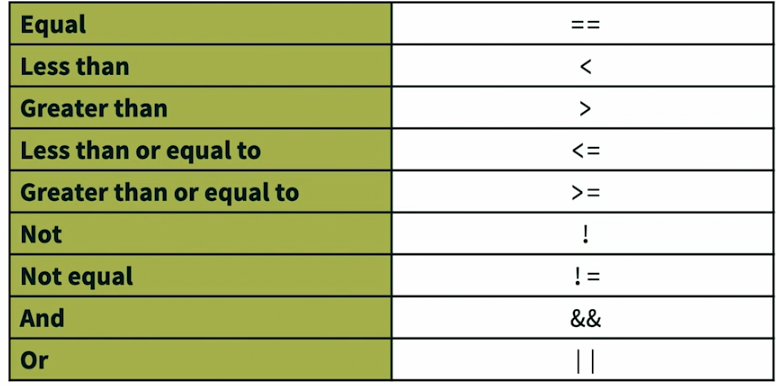 Equal ==
Less than <
Greater than >
Less than or equal to <=
Greater than or equal to >=
Not !
Not equal !=
And &&
Or ||